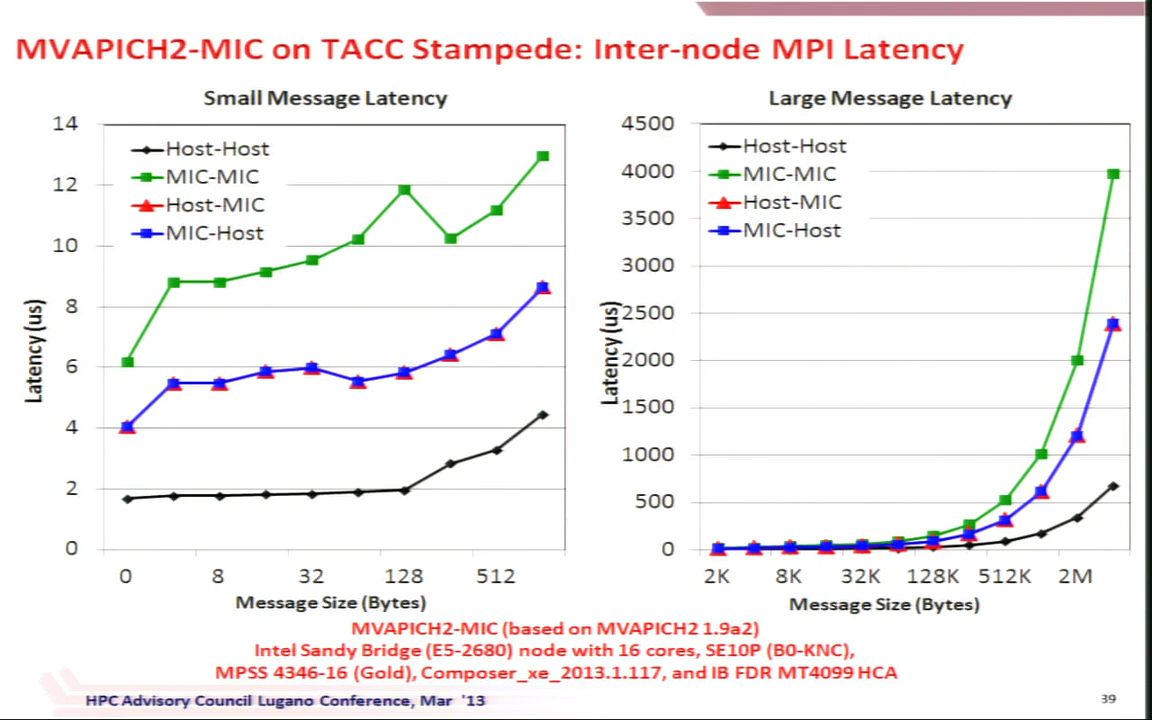 MVAPICH2-MIC on TACC Stampede: Inter-node MPI Latency
Small Message Latency
14
12
10
8
6
4
2
0
Host-Host
MIC-MIC
Host-MIC
MIC-Host
Latency (us)
0 8 32 128 512
Message Size (Bytes)
Large Message Latency
4500
4000
3500
3000
2500
2000
1500
1000
500
0
Host-Host
MIC-MIC
Host-MIC
MIC-Host
Latency (us)
2K 8K 32K 128K 512K 2M
Message Size (Bytes)
MVAPICH2-MIC (based on MVAPICH2 1.9a2)
Intel Sandy Bridge (E5-2680) node with 16 cores, SE10P (B0-KNC),
MPSS 4346-16 (Gold), Composer_xe_2013.1.117, and IB FDR MT4099 HCA
HPC Advisory Council Lugano Conference, Mar '13
39